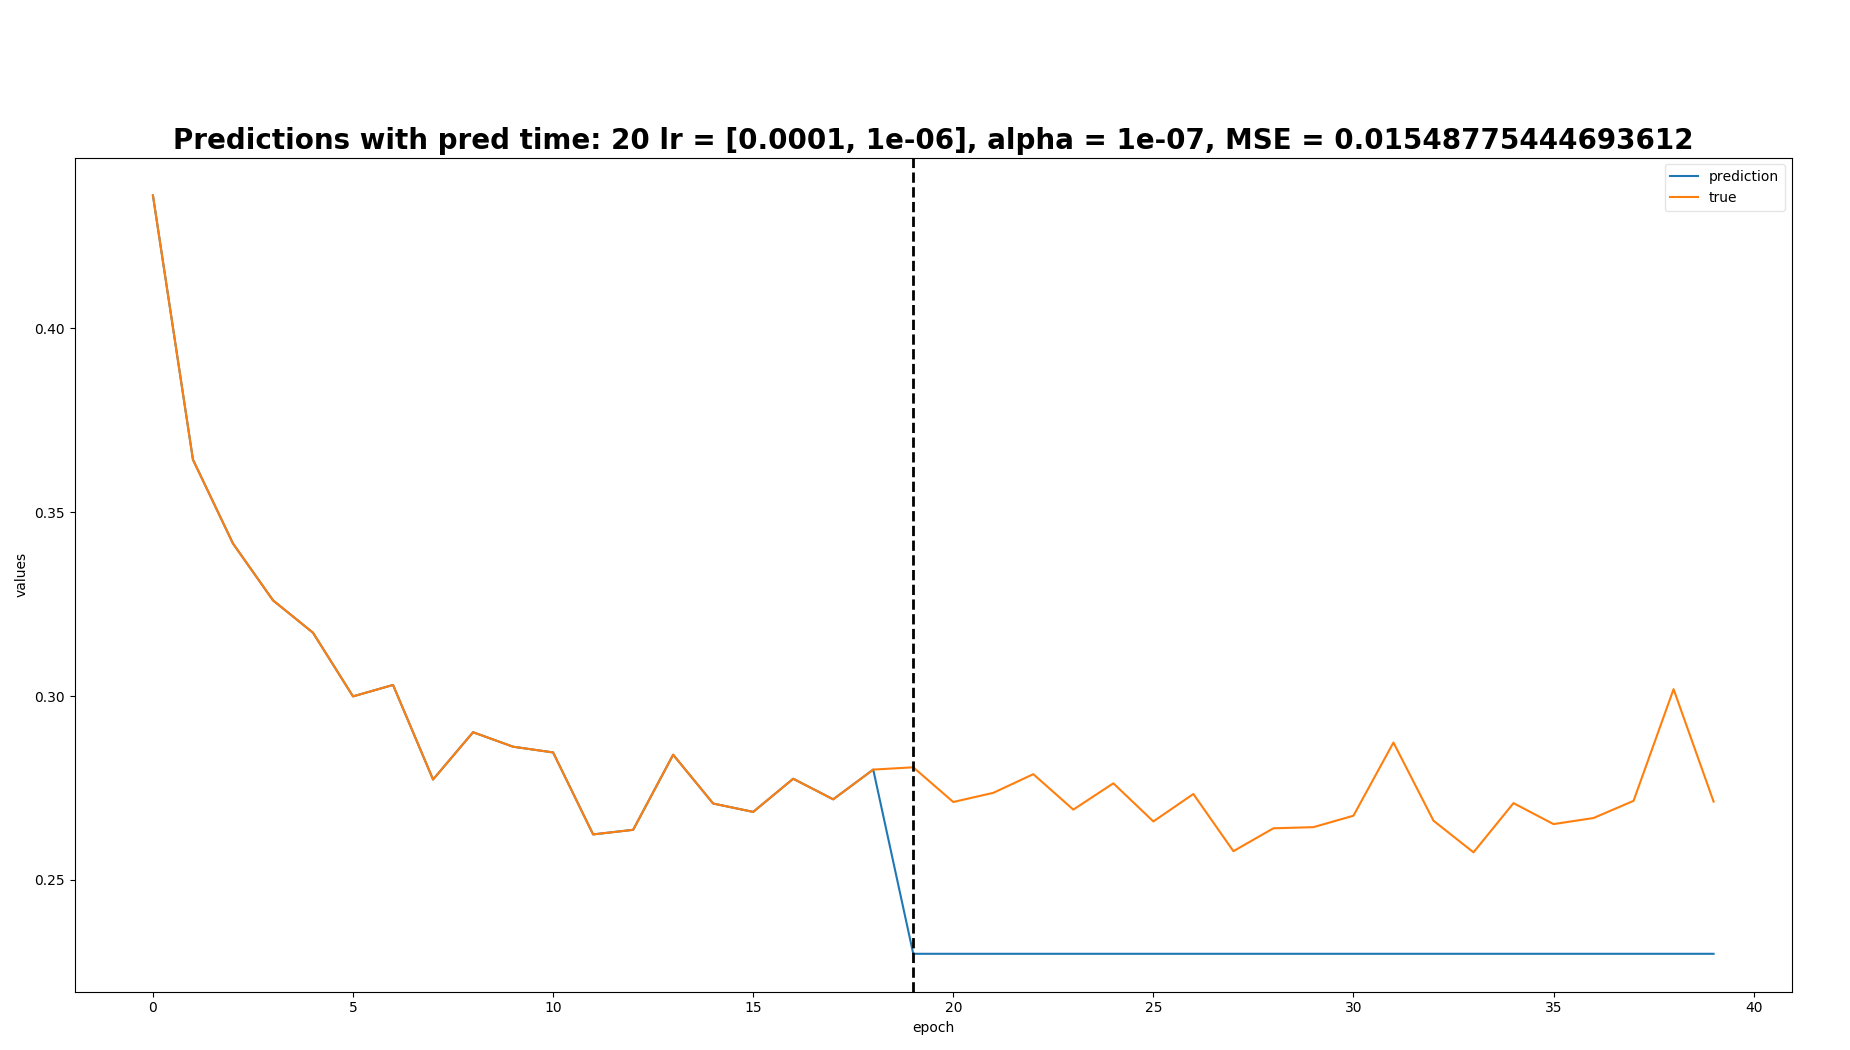 Predictions with pred time: 20 lr = [0.0001, 1e-06], alpha = 1e-07, MSE = 0.01548775444693612
prediction
true
values
0.40
0.35
0.30
0.25
0
5
10
15
20
25
30
35
40
epoch